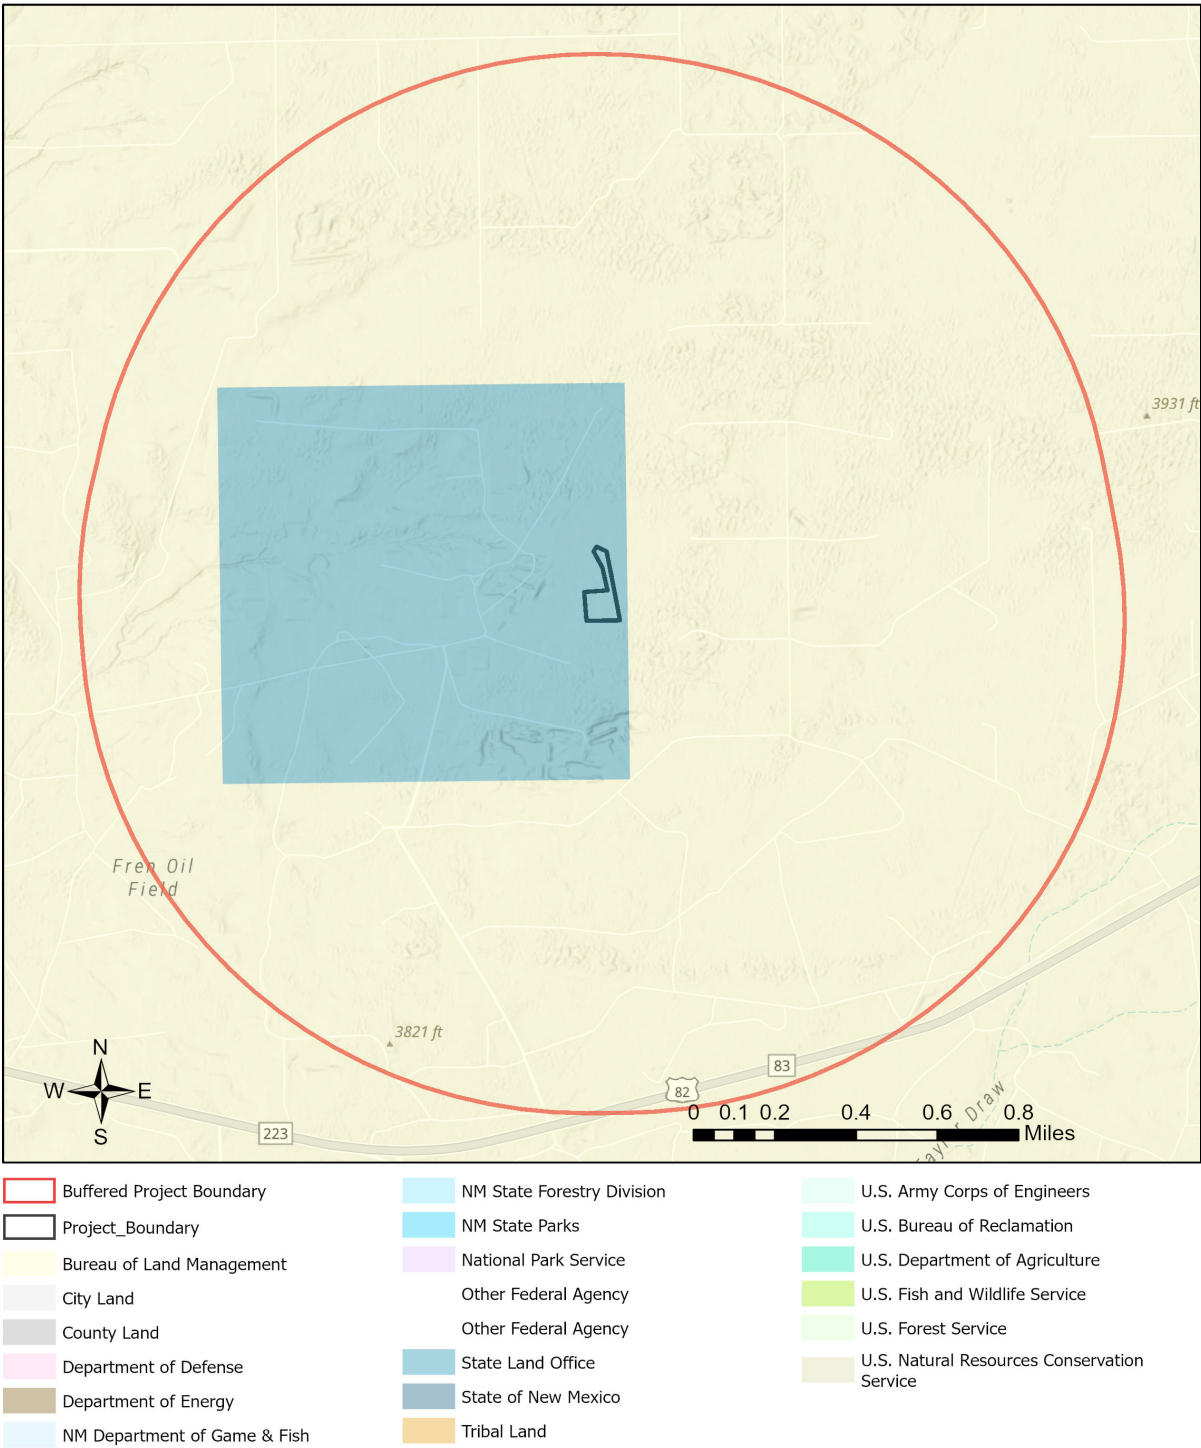 3931 ft
Fren Oil
Field
3821 ft
N
W E
S
223
82
83
0 0.1 0.2 0.4 0.6 0.8
Miles
Draw
Buffered Project Boundary
Project_Boundary
Bureau of Land Management
City Land
County Land
Department of Defense
Department of Energy
NM Department of Game & Fish
NM State Forestry Division
NM State Parks
National Park Service
Other Federal Agency
Other Federal Agency
State Land Office
State of New Mexico
Tribal Land
U.S. Army Corps of Engineers
U.S. Bureau of Reclamation
U.S. Department of Agriculture
U.S. Fish and Wildlife Service
U.S. Forest Service
U.S. Natural Resources Conservation
Service